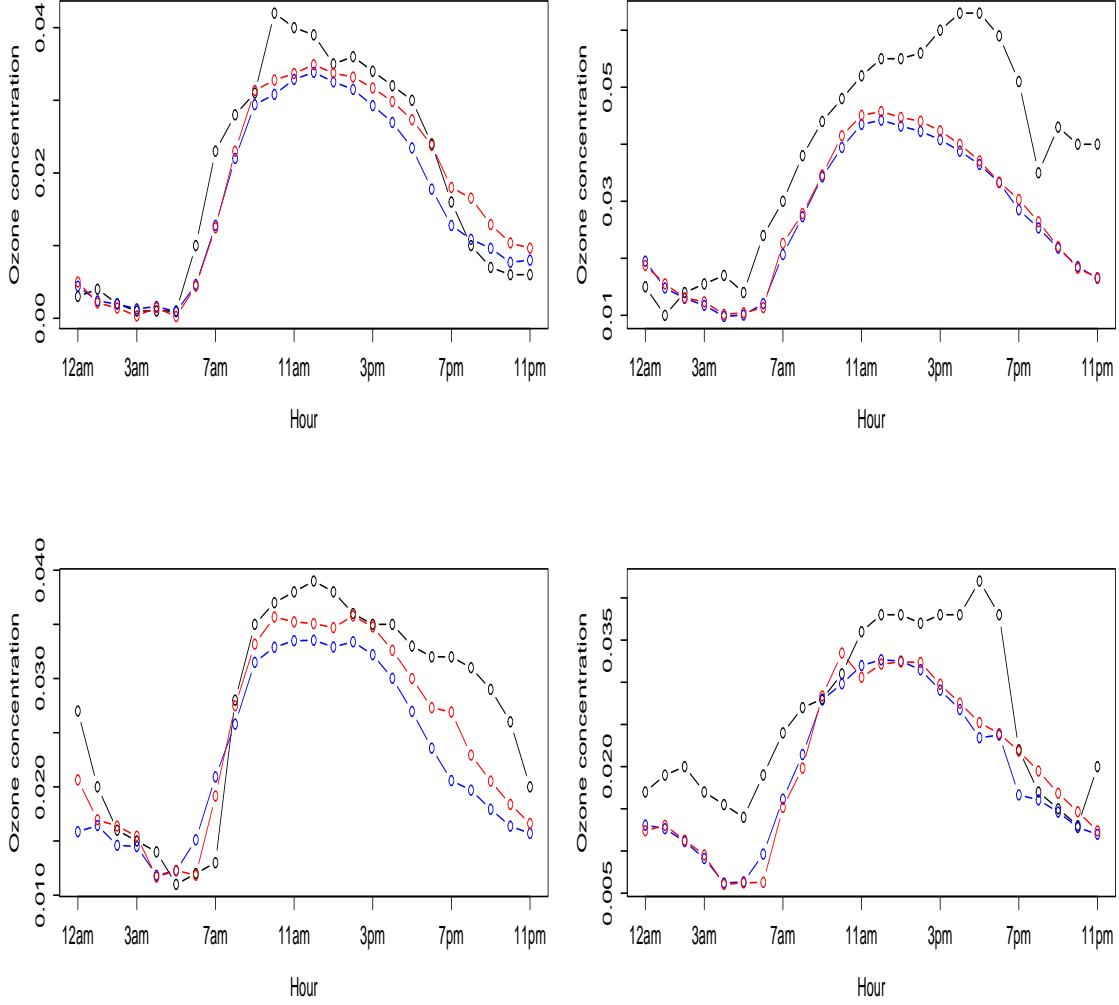 Ozone concentration
0.04
0.02
0.00
12am 3am 7am 11am 3pm 7pm 11pm
Hour
Ozone concentration
0.05
0.03
0.01
12am 3am 7am 11am 3pm 7pm 11pm
Hour
Ozone concentration
0.040
0.030
0.020
0.010
12am 3am 7am 11am 3pm 7pm 11pm
Hour
Ozone concentration
0.035
0.020
0.005
12am 3am 7am 11am 3pm 7pm 11pm
Hour